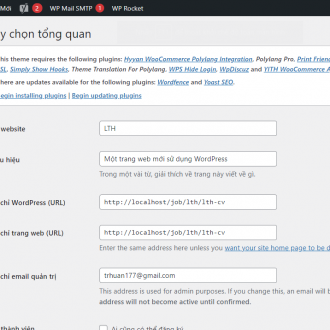 Mới 2 WP Mail SMTP 1 WP Rocket
y chọn tổng quan
his theme requires the following plugins: Hyyan WooCommerce Polylang Integration, Polylang Pro, Print Friend
SL, Simply Show Hooks, Theme Translation For Polylang, WPS Hide Login, WpDiscuz and YITH WooCommerce A
here are updates available for the following plugins: Wordfence and Yoast SEO.
egin installing plugins | Begin updating plugins
website LTH
u hiệu Một trang web mới sử dụng WordPress
Trong một vài từ, giải thích về trang này viết về gì.
chỉ WordPress (URL) http://localhost/job/lth/lth-cv
chỉ trang web (URL) http://localhost/job/lth/lth-cv
Enter the same address here unless you want your site home page to be d
chỉ email quản trị trhuan177@gmail.com
This address is used for admin purposes. If you change this, an email will b
address will not become active until confirmed.
thành viên Ai cũng có thể đăng ký